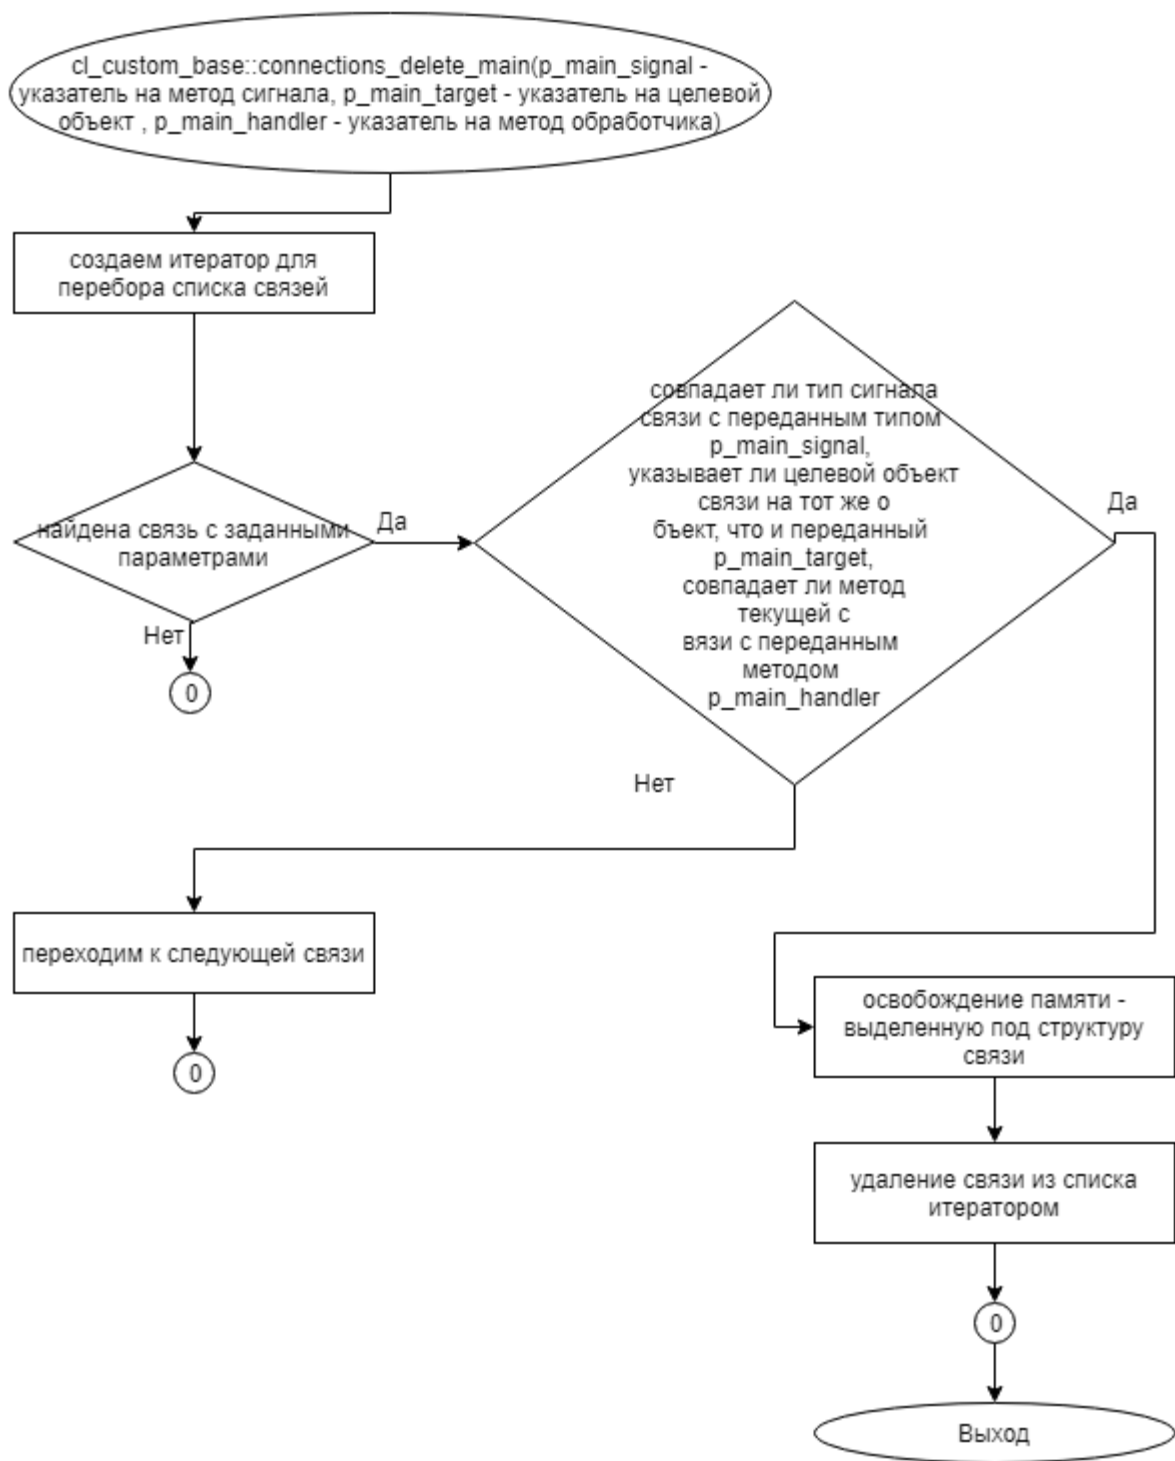 cl_custom_base::connections_delete_main(p_main_signal -
указатель на метод сигнала, p_main_target - указатель на целевой
объект , p_main_handler - указатель на метод обработчика)
создаем итератор для
перебора списка связей
найдена связь с заданными
параметрами
Да
Нет
0
совпадает ли тип сигнала
связи с переданным типом
p_main_signal,
указывает ли целевой объект
связи на тот же о
бъект, что и переданный
p_main_target,
совпадает ли метод
текущей с
вязи с переданным
методом
p_main_handler
Да
Нет
переходим к следующей связи
0
освобождение памяти -
выделенную под структуру
связи
удаление связи из списка
итератором
0
Выход